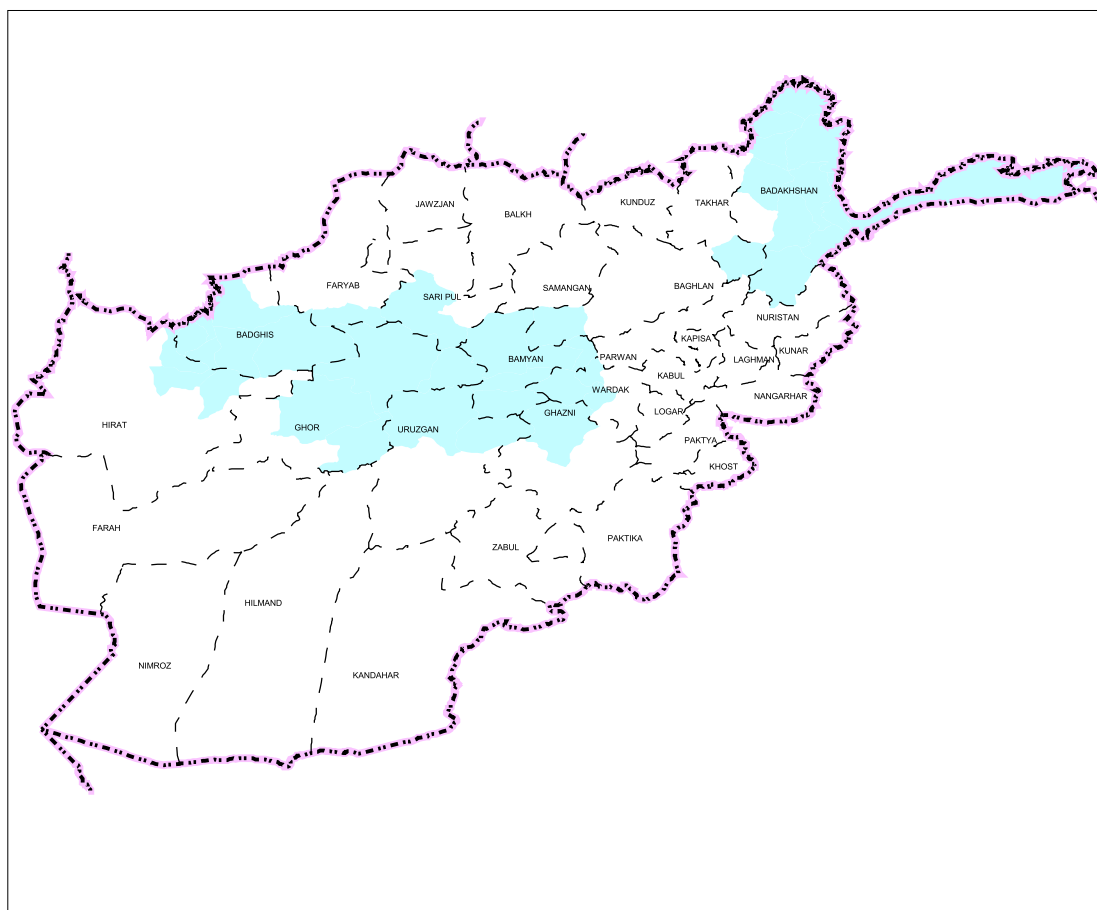 BADAKHSHAN
JAWZJAN
BALKH
KUNDUZ
TAKHAR
FARYAB
SARI PUL
SAMANGAN
BAGHLAN
NURISTAN
BADGHIS
BAMYAN
PARWAN
KAPISA
LAGHMAN
KUNAR
KABUL
WARDAK
NANGARHAR
HIRAT
GHOR
URUZGAN
GHAZNI
LOGAR
PAKTYA
KHOST
FARAH
ZABUL
PAKTIKA
HILMAND
NIMROZ
KANDAHAR